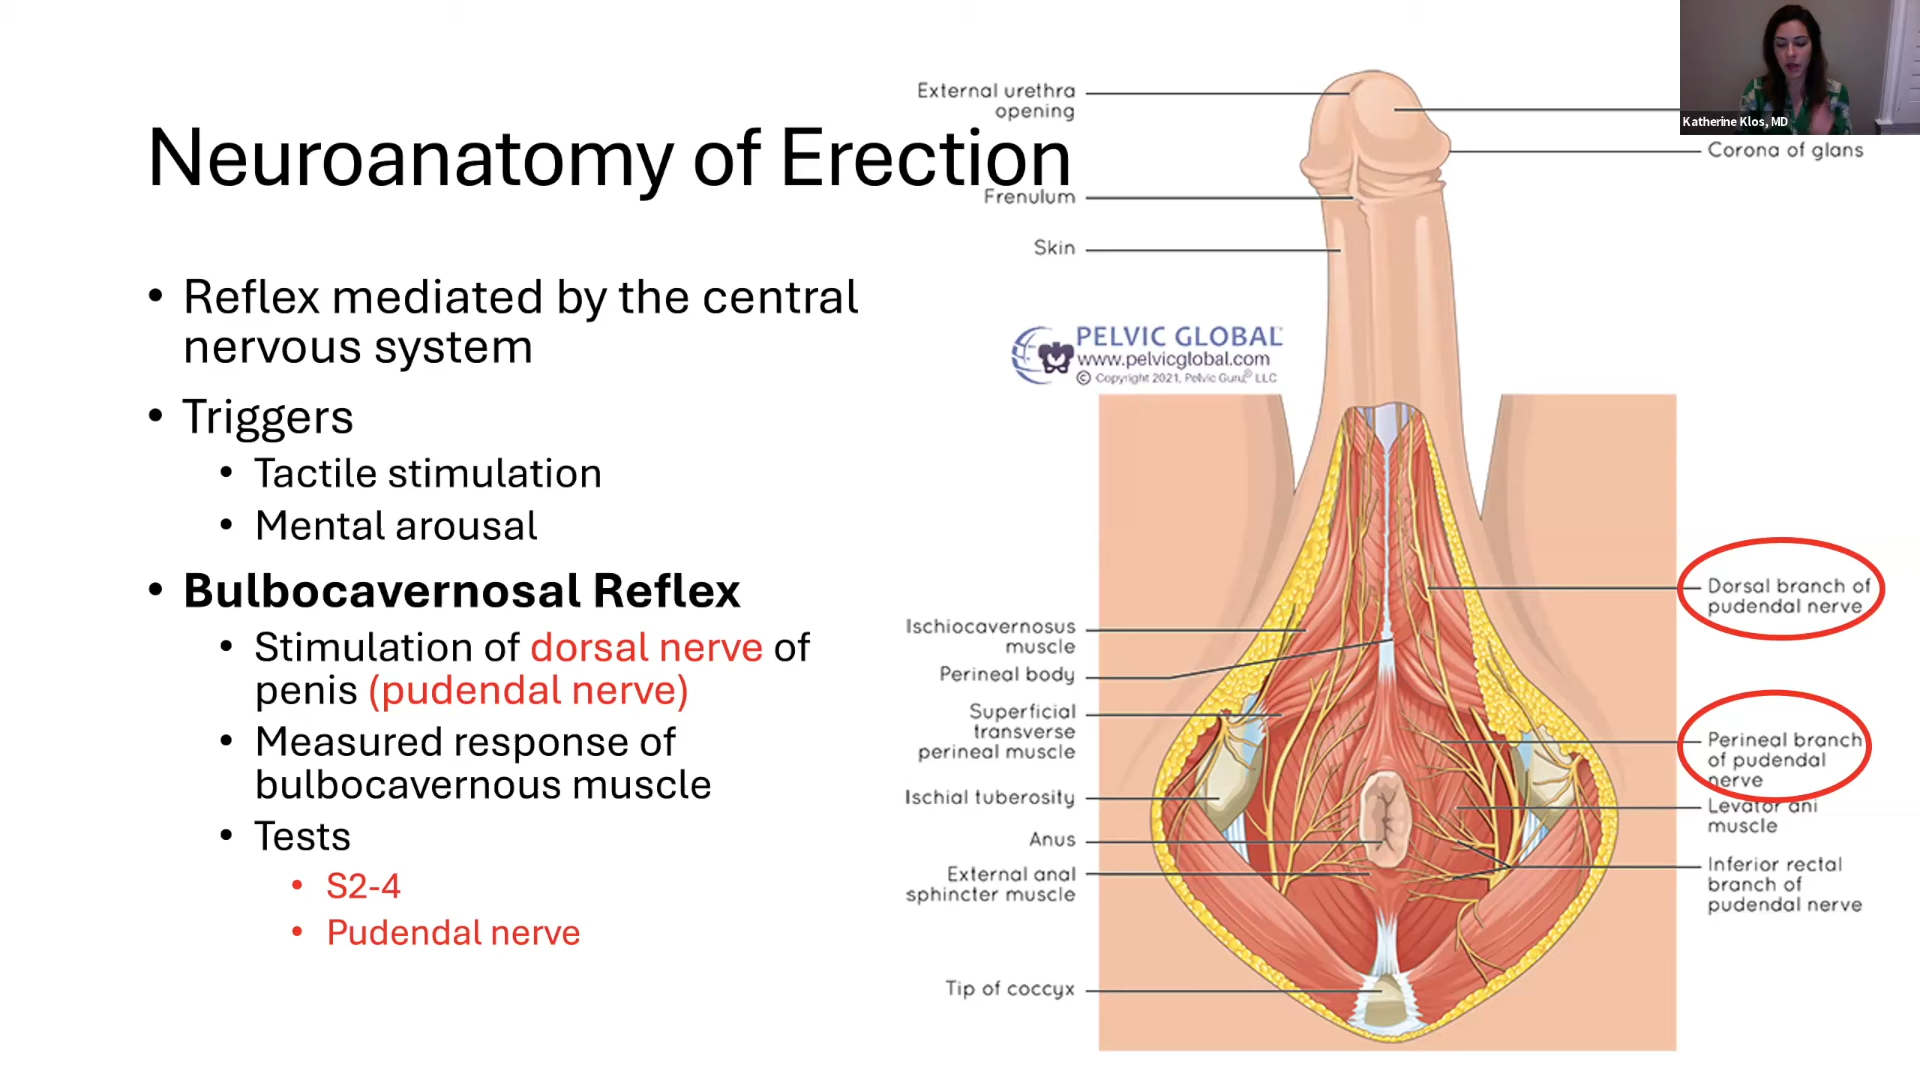 Neuroanatomy of Erection
• Reflex mediated by the central
nervous system
• Triggers
• Tactile stimulation
• Mental arousal
• Bulbocavernosal Reflex
• Stimulation of dorsal nerve of
penis (pudendal nerve)
• Measured response of
bulbocavernous muscle
• Tests
• S2-4
• Pudendal nerve
External urethra
opening
Frenulum
Skin
PELVIC GLOBAL
www.pelvicglobal.com
© Copyright 2021, Pelvic Guru® LLC
Ischiocavernosus
muscle
Perineal body
Superficial
transverse
perineal muscle
Ischial tuberosity
Anus
External anal
sphincter muscle
Tip of coccyx
Katherine Klos, MD
Corona of glans
Dorsal branch of
pudendal nerve
Perineal branch
of pudendal
nerve
Levator ani
muscle
Inferior rectal
branch of
pudendal nerve